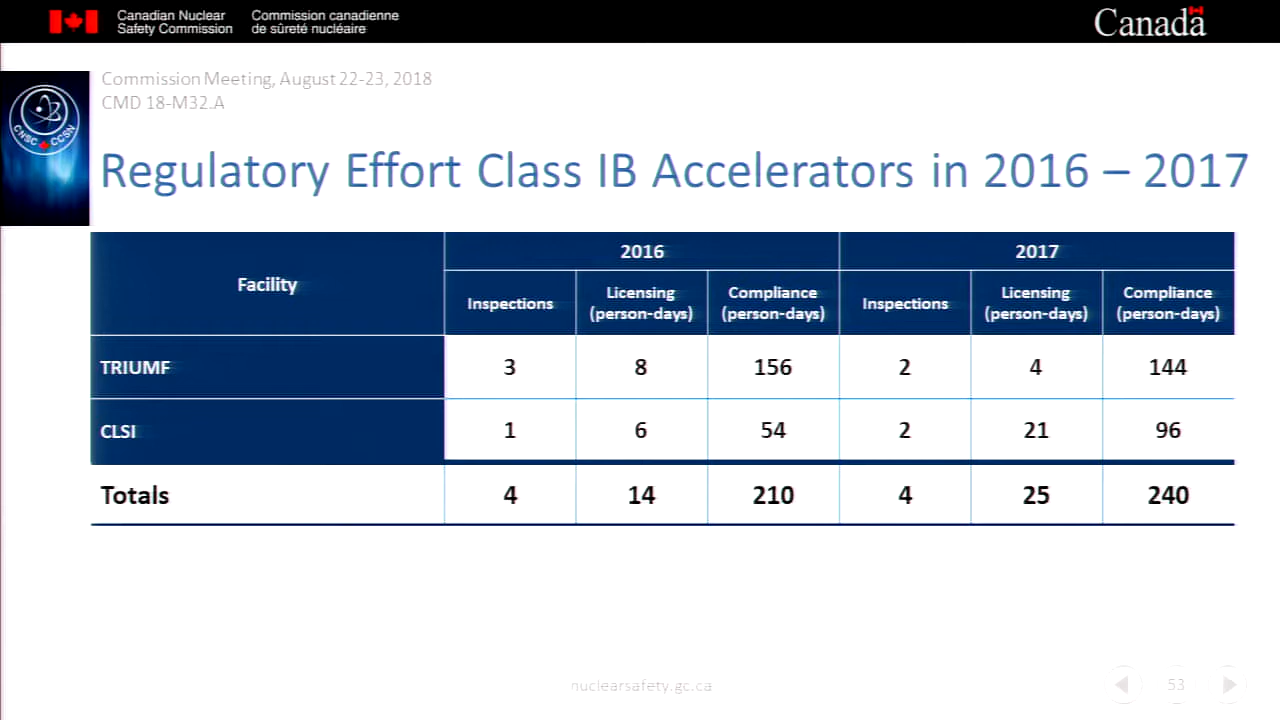 Canadian Nuclear Safety Commission
Commission canadienne de sûreté nucléaire
Canada
Commission Meeting, August 22-23, 2018
CMD 18-M32.A
CNSC CCSN
Regulatory Effort Class IB Accelerators in 2016 – 2017
Facility 2016 2017
Inspections Licensing (person-days) Compliance (person-days) Inspections Licensing (person-days) Compliance (person-days)
TRIUMF 3 8 156 2 4 144
CLSI 1 6 54 2 21 96
Totals 4 14 210 4 25 240
nuclearsafety.gc.ca
53